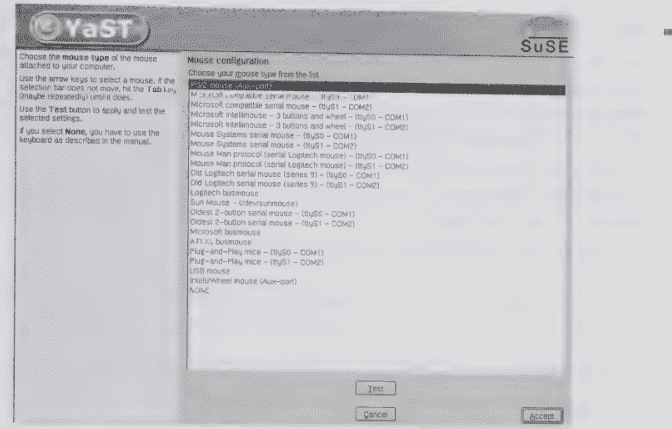 YaST
SuSE
Choose the mouse type of the mouse
attached to your computer.
Use the arrow keys to select a mouse. If the
selection bar does not move, hit the Tab key
(maybe repeatedly) until it does.
Use the Test button to apply and test the
selected settings.
If you select None, you have to use the
keyboard as described in the manual.
Mouse configuration
Choose your mouse type from the list
PS/2 mouse (Aux-port)
Microsoft compatible serial mouse - (ttyS0 - COM1)
Microsoft compatible serial mouse - (ttyS1 - COM2)
Microsoft Intellimouse - 3 buttons and wheel - (ttyS0 - COM1)
Microsoft Intellimouse - 3 buttons and wheel - (ttyS1 - COM2)
Mouse Systems serial mouse - (ttyS0 - COM1)
Mouse Systems serial mouse - (ttyS1 - COM2)
Mouse Man protocol (serial Logitech mouse) - (ttyS0 - COM1)
Mouse Man protocol (serial Logitech mouse) - (ttyS1 - COM2)
Old Logitech serial mouse (series 9) - (ttyS0 - COM1)
Old Logitech serial mouse (series 9) - (ttyS1 - COM2)
Logitech busmouse
Sun Mouse - (/dev/sunmouse)
Oldest 2-button serial mouse - (ttyS0 - COM1)
Oldest 2-button serial mouse - (ttyS1 - COM2)
Microsoft busmouse
ATI XL busmouse
Plug-and-Play mice - (ttyS0 - COM1)
Plug-and-Play mice - (ttyS1 - COM2)
USB mouse
Intelli/Wheel mouse (Aux-port)
NONE
Test
Cancel
Accept